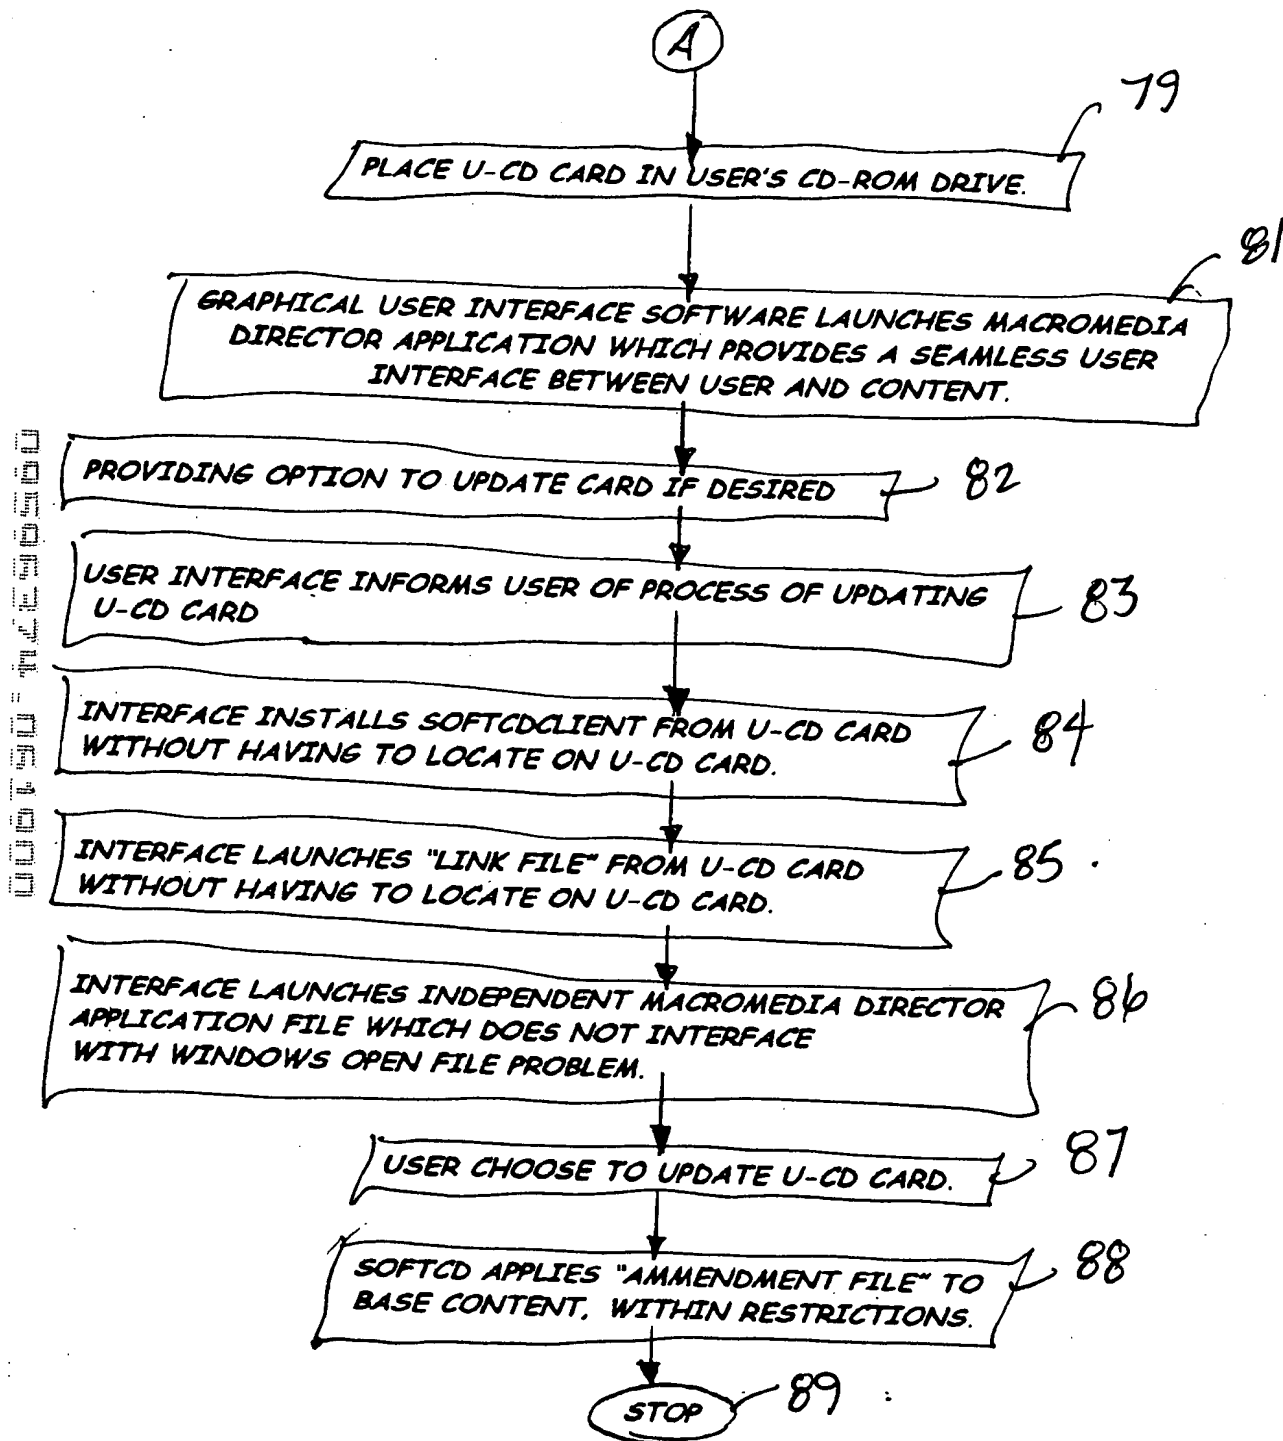 A
79
PLACE U-CD CARD IN USER'S CD-ROM DRIVE.
81
GRAPHICAL USER INTERFACE SOFTWARE LAUNCHES MACROMEDIA
DIRECTOR APPLICATION WHICH PROVIDES A SEAMLESS USER
INTERFACE BETWEEN USER AND CONTENT.
PROVIDING OPTION TO UPDATE CARD IF DESIRED
82
USER INTERFACE INFORMS USER OF PROCESS OF UPDATING
U-CD CARD
83
INTERFACE INSTALLS SOFTCDCLIENT FROM U-CD CARD
WITHOUT HAVING TO LOCATE ON U-CD CARD.
84
INTERFACE LAUNCHES "LINK FILE" FROM U-CD CARD
WITHOUT HAVING TO LOCATE ON U-CD CARD.
85
INTERFACE LAUNCHES INDEPENDENT MACROMEDIA DIRECTOR
APPLICATION FILE WHICH DOES NOT INTERFACE
WITH WINDOWS OPEN FILE PROBLEM.
86
USER CHOOSE TO UPDATE U-CD CARD.
87
SOFTCD APPLIES "AMMENDMENT FILE" TO
BASE CONTENT. WITHIN RESTRICTIONS.
88
STOP
89